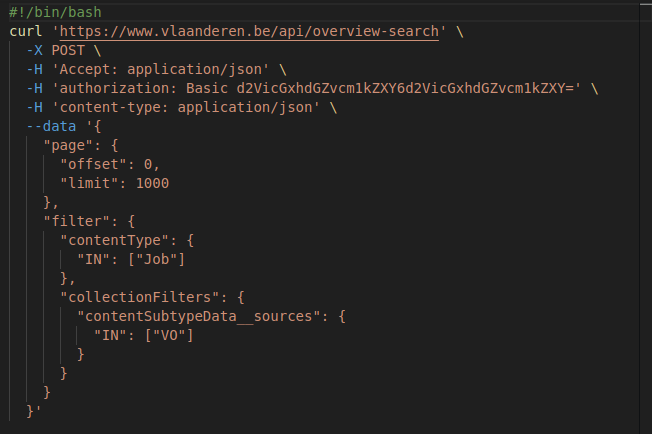 #!/bin/bash
curl 'https://www.vlaanderen.be/api/overview-search' \
  -X POST \
  -H 'Accept: application/json' \
  -H 'authorization: Basic d2VicGxhdGZvcm1kZXY6d2VicGxhdGZvcm1kZXY=' \
  -H 'content-type: application/json' \
  --data '{
    "page": {
      "offset": 0,
      "limit": 1000
    },
    "filter": {
      "contentType": {
        "IN": ["Job"]
      },
      "collectionFilters": {
        "contentSubtypeData__sources": {
          "IN": ["VO"]
        }
      }
    }
  }'